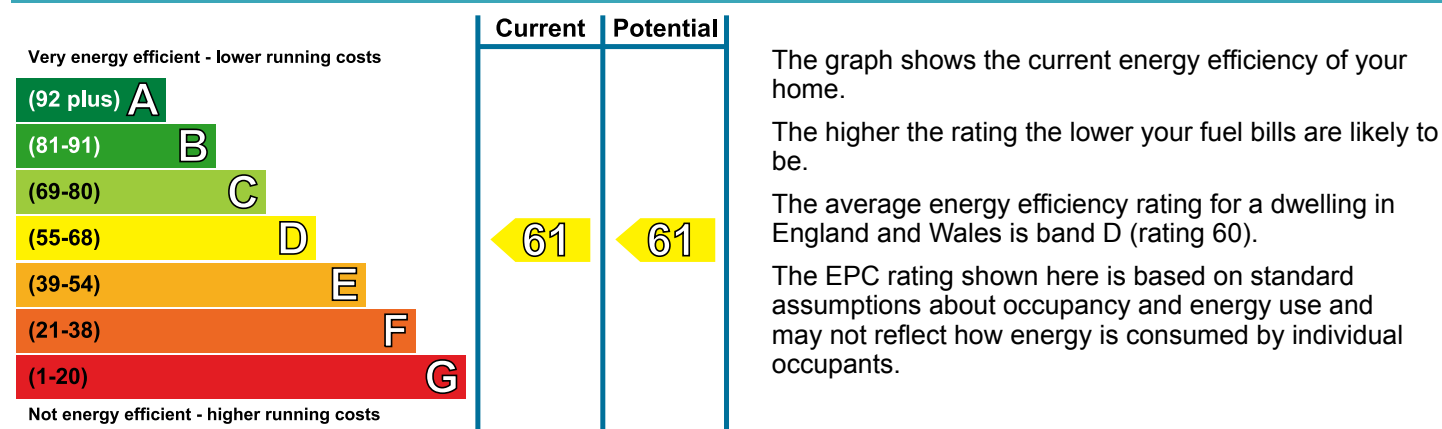 Current Potential
Very energy efficient - lower running costs
(92 plus) A
(81-91) B
(69-80) C
(55-68) D 61 61
(39-54) E
(21-38) F
(1-20) G
Not energy efficient - higher running costs
The graph shows the current energy efficiency of your
home.
The higher the rating the lower your fuel bills are likely to
be.
The average energy efficiency rating for a dwelling in
England and Wales is band D (rating 60).
The EPC rating shown here is based on standard
assumptions about occupancy and energy use and
may not reflect how energy is consumed by individual
occupants.